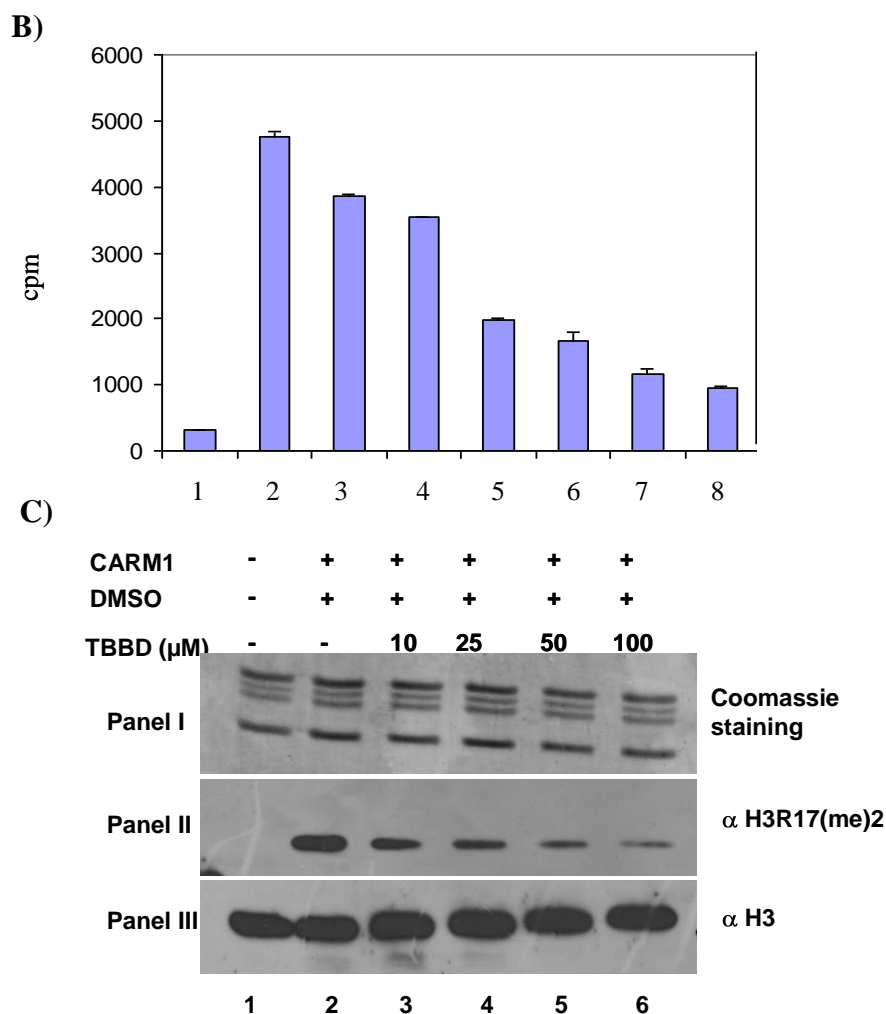 B)
6000
5000
4000
3000
2000
1000
0
cpm
1 2 3 4 5 6 7 8
C)
CARM1 - + + + + +
DMSO - + + + + +
TBBD (µM) - - 10 25 50 100
Panel I
Coomassie
staining
Panel II
α H3R17(me)2
Panel III
α H3
1 2 3 4 5 6